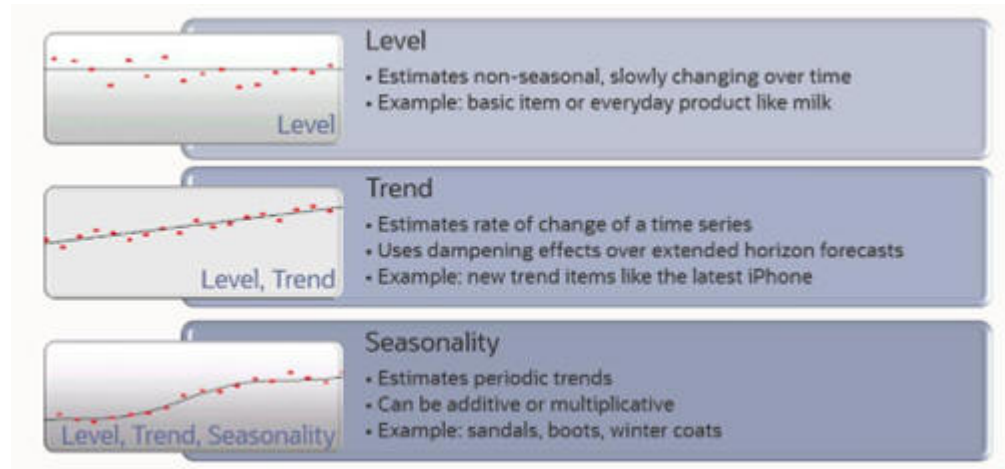 Level
• Estimates non-seasonal, slowly changing over time
• Example: basic item or everyday product like milk
Level
Trend
• Estimates rate of change of a time series
• Uses dampening effects over extended horizon forecasts
• Example: new trend items like the latest iPhone
Level, Trend
Seasonality
• Estimates periodic trends
• Can be additive or multiplicative
• Example: sandals, boots, winter coats
Level, Trend, Seasonality